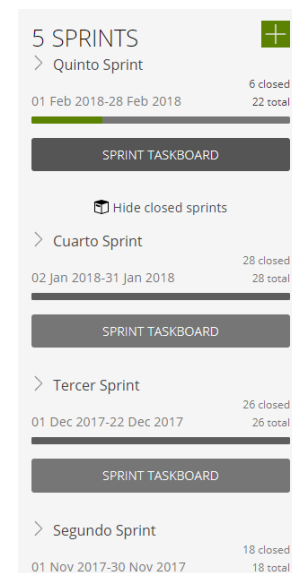 5 SPRINTS
Quinto Sprint
6 closed
01 Feb 2018-28 Feb 2018
22 total
SPRINT TASKBOARD
Hide closed sprints
Cuarto Sprint
28 closed
02 Jan 2018-31 Jan 2018
28 total
SPRINT TASKBOARD
Tercer Sprint
26 closed
01 Dec 2017-22 Dec 2017
26 total
SPRINT TASKBOARD
Segundo Sprint
18 closed
01 Nov 2017-30 Nov 2017
18 total